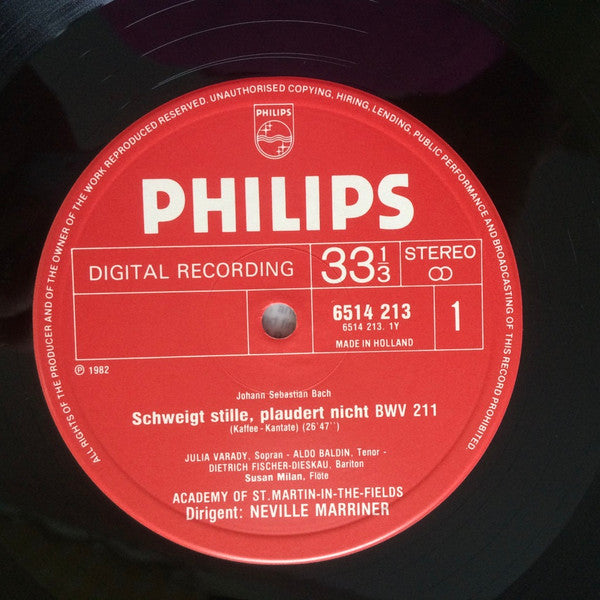 ALL RIGHTS OF THE PRODUCER AND OF THE OWNER OF THE WORK REPRODUCED RESERVED. UNAUTHORISED COPYING, HIRING, LENDING, PUBLIC PERFORMANCE AND BROADCASTING OF THIS RECORD PROHIBITED
PHILIPS
PHILIPS
DIGITAL RECORDING
33 1/3
STEREO
6514 213
6514 213. 1Y
1
MADE IN HOLLAND
℗ 1982
Johann Sebastian Bach
Schweigt stille, plaudert nicht BWV 211
(Kaffee - Kantate) (26'47'')
JULIA VARADY, Sopran - ALDO BALDIN, Tenor -
DIETRICH FISCHER-DIESKAU, Bariton
Susan Milan, Flöte
ACADEMY OF ST.MARTIN-IN-THE-FIELDS
Dirigent: NEVILLE MARRINER